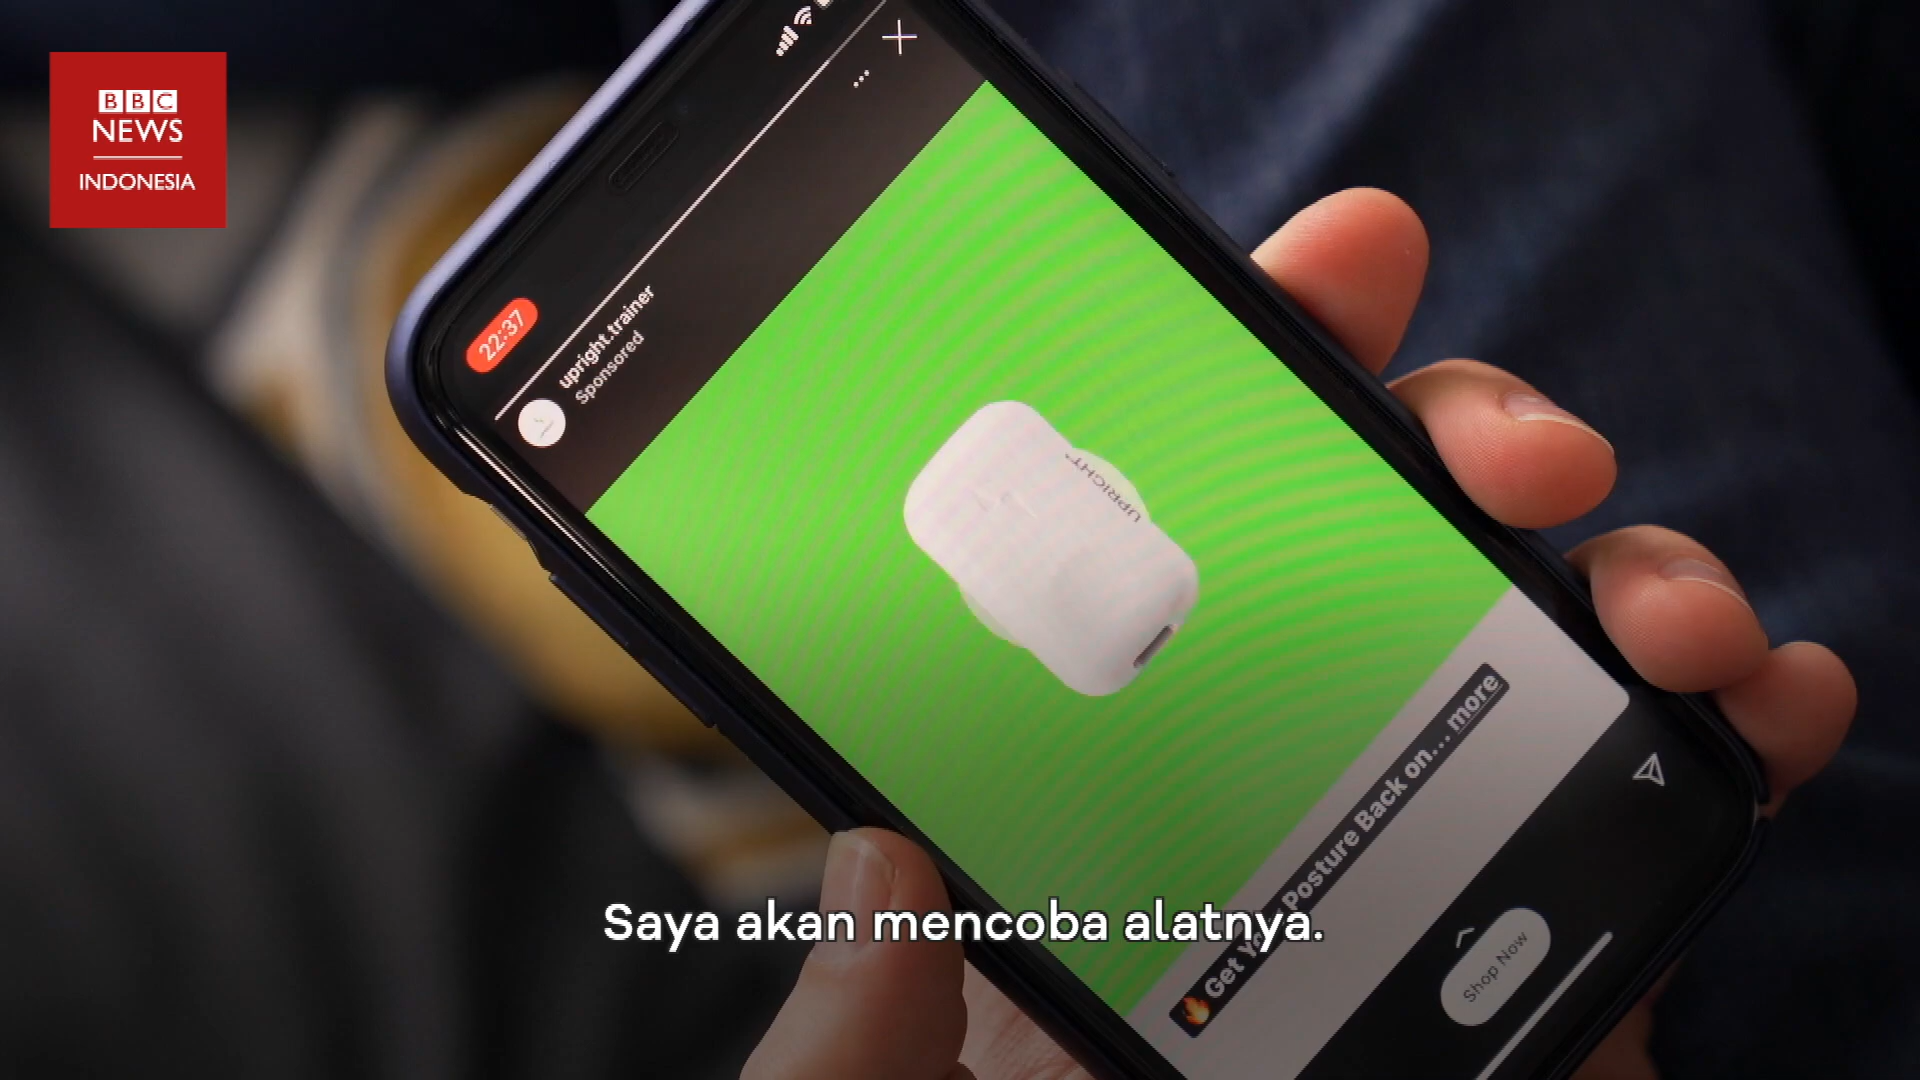 BBC
NEWS
INDONESIA
22:37
upright.trainer
Sponsored
UPRIGHT
Get Your Posture Back on... more
Shop Now
Saya akan mencoba alatnya.